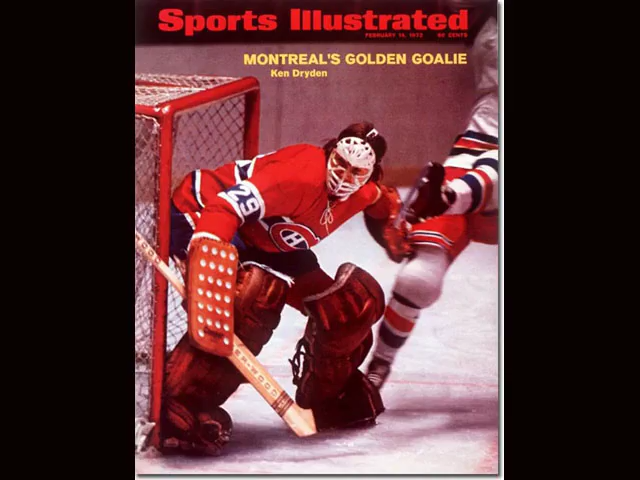 Sports Illustrated
FEBRUARY 14, 1972 60 CENTS
MONTREAL'S GOLDEN GOALIE
Ken Dryden
29
H